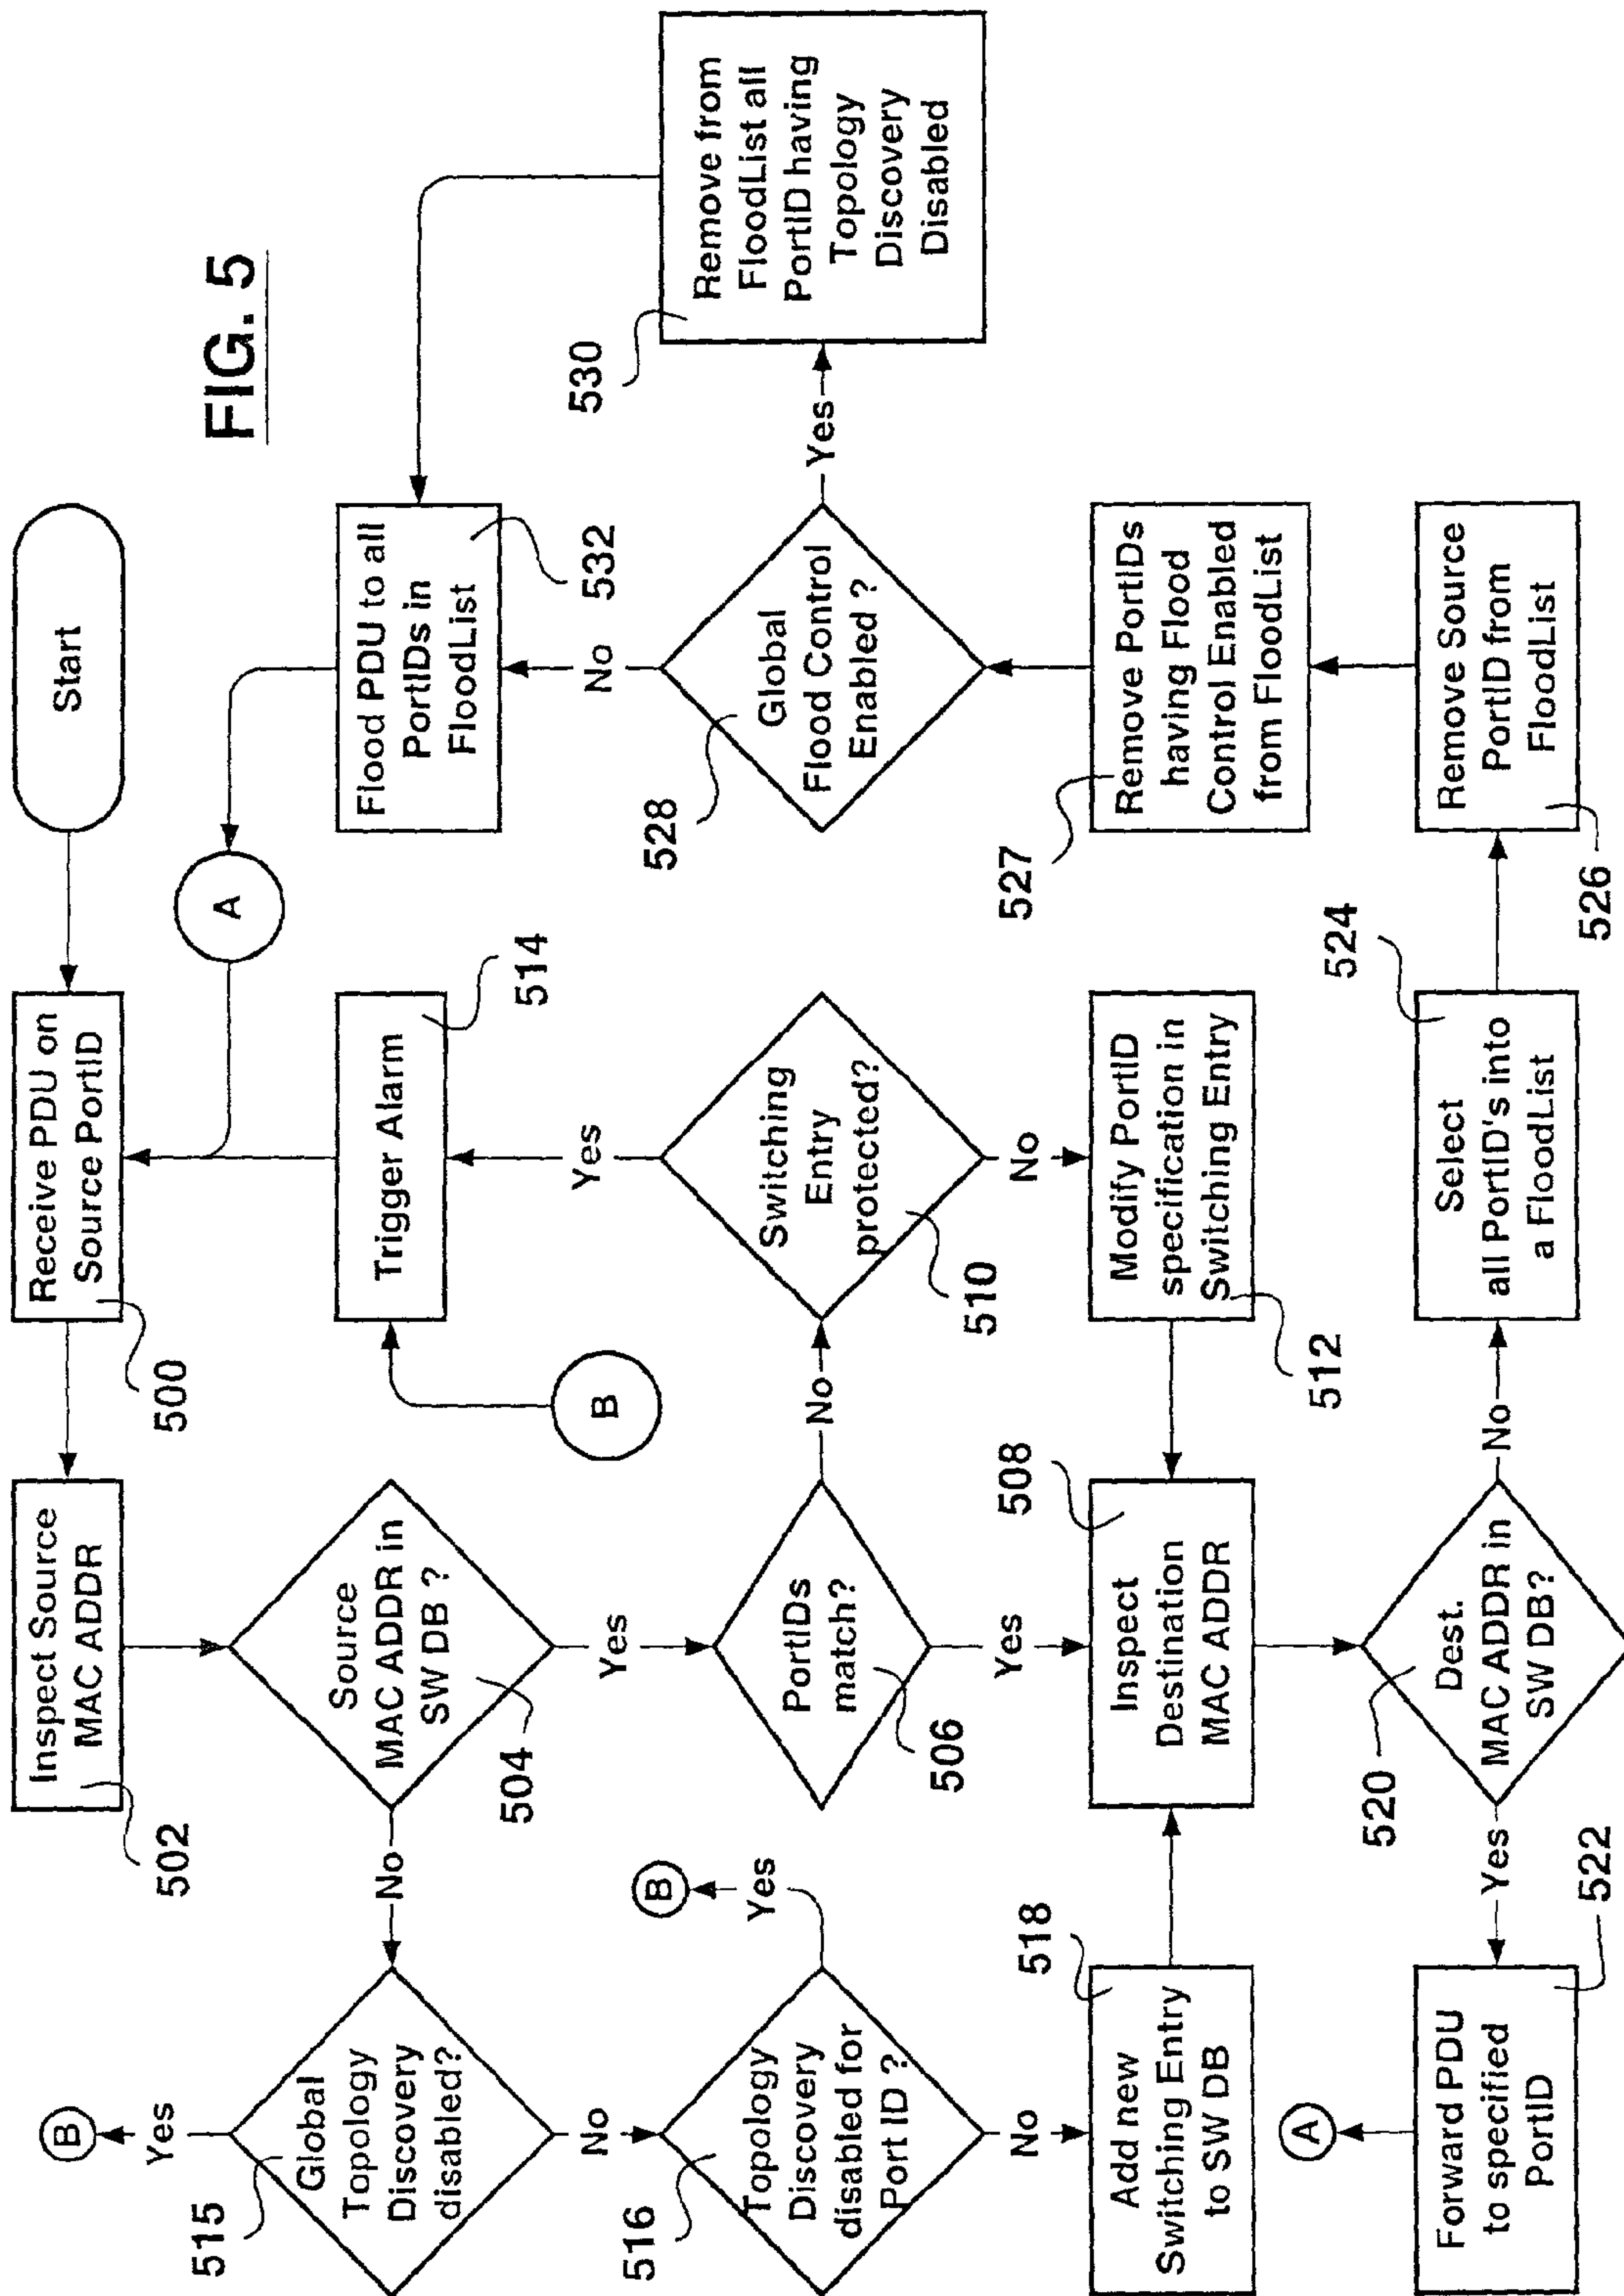 FIG. 5
Start
Receive PDU on
Source PortID
500
Inspect Source
MAC ADDR
502
Source
MAC ADDR in
SW DB ?
504
No
Yes
Global
Topology
Discovery
disabled?
515
Yes
B
No
Topology
Discovery
disabled for
Port ID ?
516
Yes
B
No
Add new
Switching Entry
to SW DB
518
PortIDs
match?
506
Yes
No
Switching
Entry
protected?
510
Yes
No
Trigger Alarm
514
B
A
Modify PortID
specification in
Switching Entry
512
Inspect
Destination
MAC ADDR
508
Dest.
MAC ADDR in
SW DB?
520
Yes
No
Forward PDU
to specified
PortID
522
A
Select
all PortID's into
a FloodList
524
Remove Source
PortID from
FloodList
526
Remove PortIDs
having Flood
Control Enabled
from FloodList
527
Global
Flood Control
Enabled ?
528
Yes
No
Remove from
FloodList all
PortID having
Topology
Discovery
Disabled
530
Flood PDU to all
PortIDs in
FloodList
532